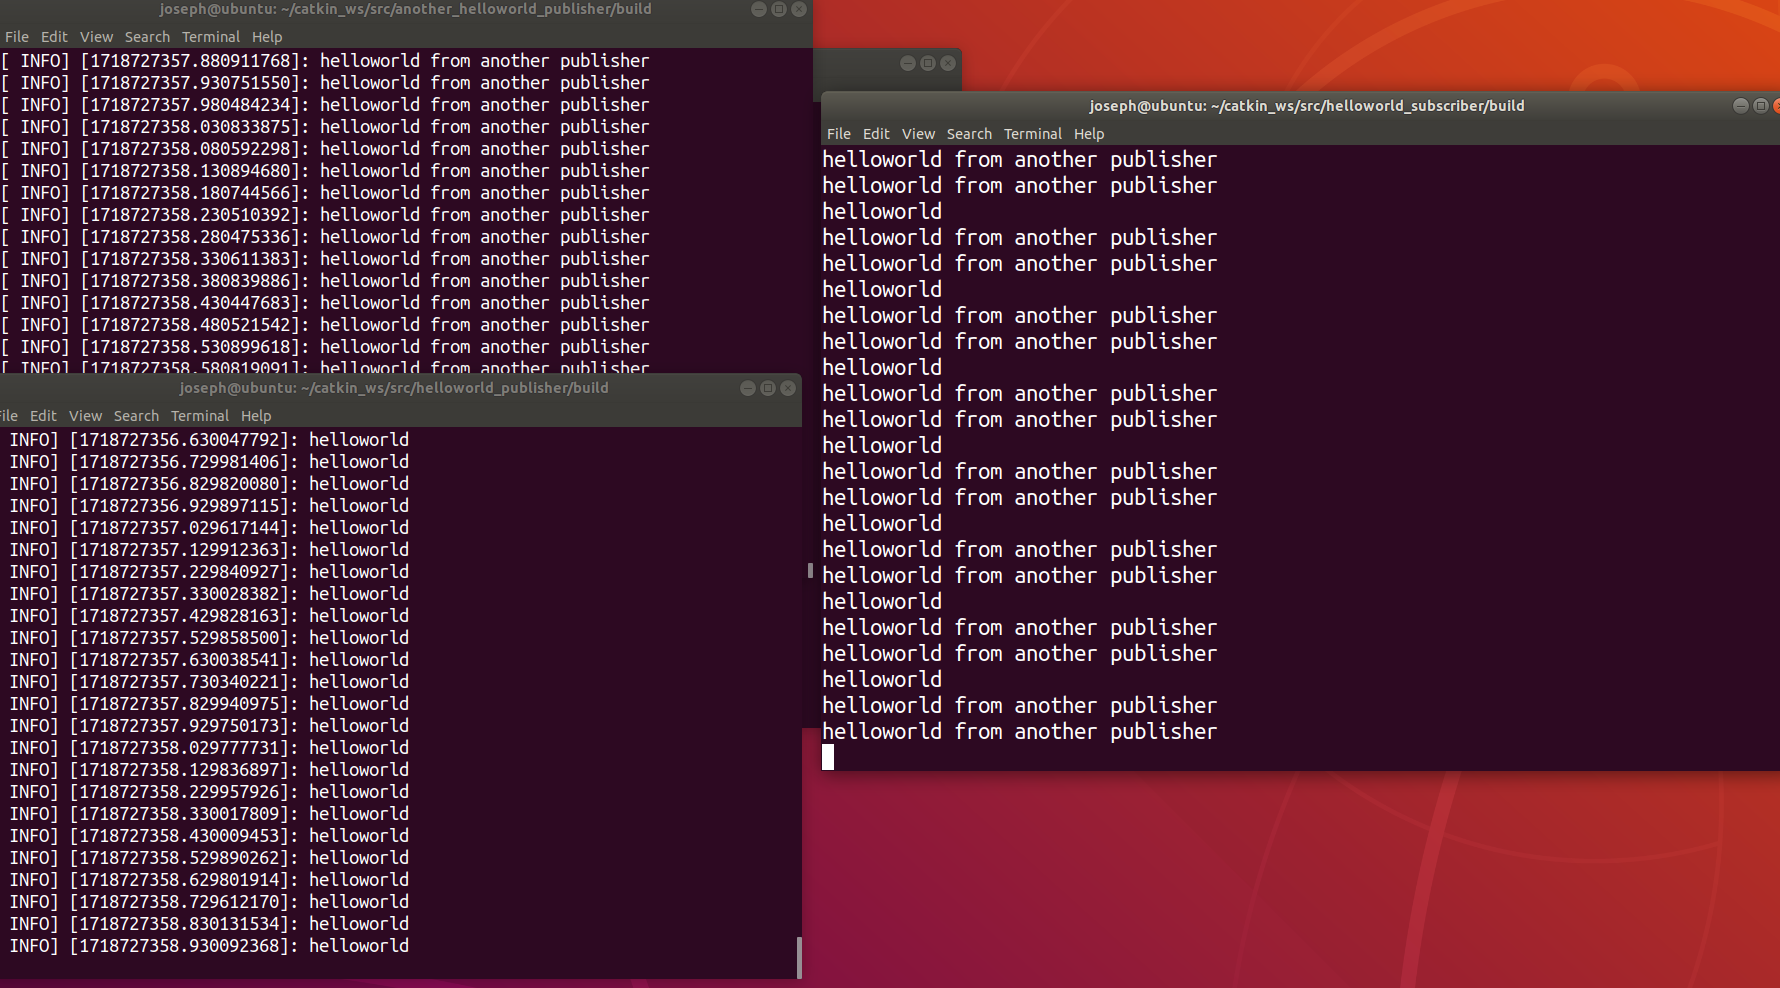 joseph@ubuntu: ~/catkin_ws/src/another_helloworld_publisher/build
File Edit View Search Terminal Help
[ INFO] [1718727357.880911768]: helloworld from another publisher
[ INFO] [1718727357.930751550]: helloworld from another publisher
[ INFO] [1718727357.980484234]: helloworld from another publisher
[ INFO] [1718727358.030833875]: helloworld from another publisher
[ INFO] [1718727358.080592298]: helloworld from another publisher
[ INFO] [1718727358.130894680]: helloworld from another publisher
[ INFO] [1718727358.180744566]: helloworld from another publisher
[ INFO] [1718727358.230510392]: helloworld from another publisher
[ INFO] [1718727358.280475336]: helloworld from another publisher
[ INFO] [1718727358.330611383]: helloworld from another publisher
[ INFO] [1718727358.380839886]: helloworld from another publisher
[ INFO] [1718727358.430447683]: helloworld from another publisher
[ INFO] [1718727358.480521542]: helloworld from another publisher
[ INFO] [1718727358.530899618]: helloworld from another publisher
[ INFO] [1718727358.580819091]: helloworld from another publisher
joseph@ubuntu: ~/catkin_ws/src/helloworld_publisher/build
File Edit View Search Terminal Help
INFO] [1718727356.630047792]: helloworld
INFO] [1718727356.729981406]: helloworld
INFO] [1718727356.829820080]: helloworld
INFO] [1718727356.929897115]: helloworld
INFO] [1718727357.029617144]: helloworld
INFO] [1718727357.129912363]: helloworld
INFO] [1718727357.229840927]: helloworld
INFO] [1718727357.330028382]: helloworld
INFO] [1718727357.429828163]: helloworld
INFO] [1718727357.529858500]: helloworld
INFO] [1718727357.630038541]: helloworld
INFO] [1718727357.730340221]: helloworld
INFO] [1718727357.829940975]: helloworld
INFO] [1718727357.929750173]: helloworld
INFO] [1718727358.029777731]: helloworld
INFO] [1718727358.129836897]: helloworld
INFO] [1718727358.229957926]: helloworld
INFO] [1718727358.330017809]: helloworld
INFO] [1718727358.430009453]: helloworld
INFO] [1718727358.529890262]: helloworld
INFO] [1718727358.629801914]: helloworld
INFO] [1718727358.729612170]: helloworld
INFO] [1718727358.830131534]: helloworld
INFO] [1718727358.930092368]: helloworld
joseph@ubuntu: ~/catkin_ws/src/helloworld_subscriber/build
File Edit View Search Terminal Help
helloworld from another publisher
helloworld from another publisher
helloworld
helloworld from another publisher
helloworld from another publisher
helloworld
helloworld from another publisher
helloworld from another publisher
helloworld
helloworld from another publisher
helloworld from another publisher
helloworld
helloworld from another publisher
helloworld from another publisher
helloworld
helloworld from another publisher
helloworld from another publisher
helloworld
helloworld from another publisher
helloworld from another publisher
helloworld
helloworld from another publisher
helloworld from another publisher